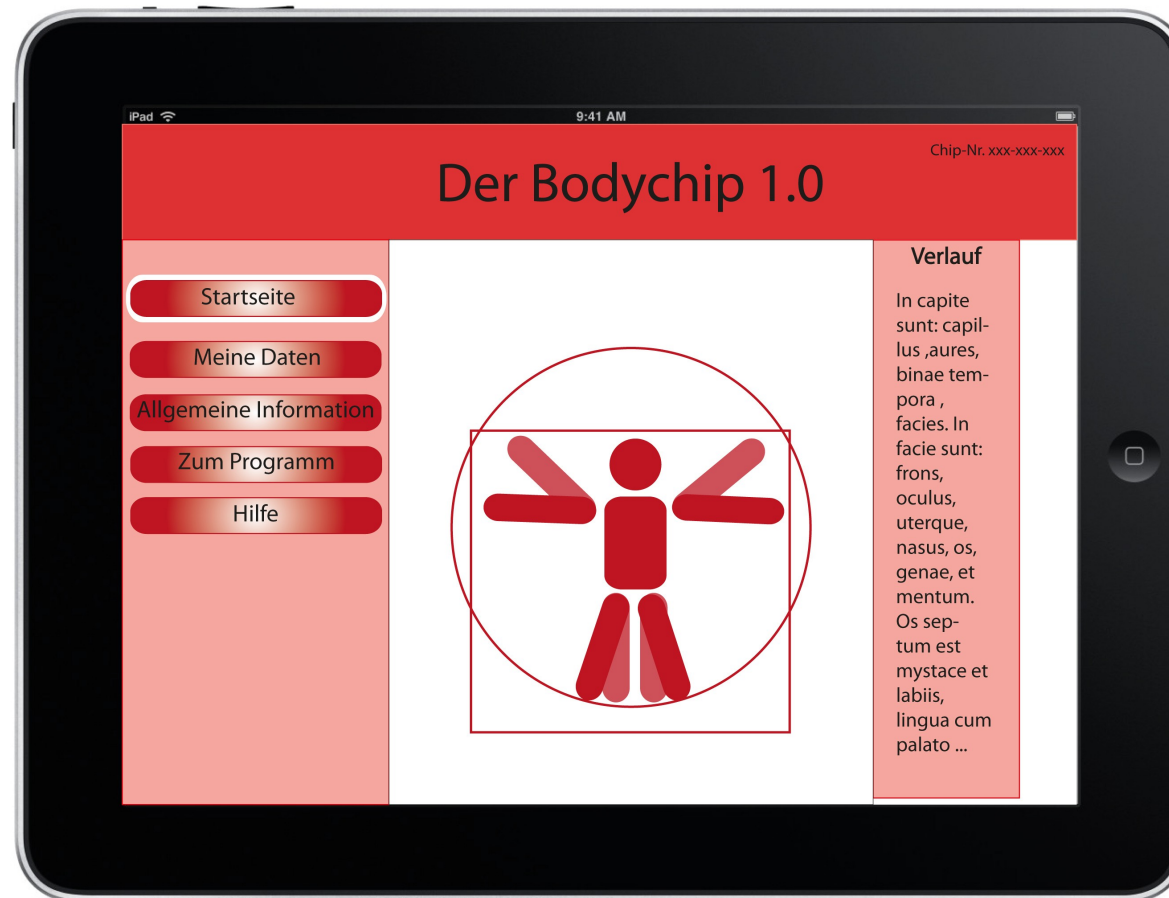 iPad
9:41 AM
Chip-Nr. xxx-xxx-xxx
Der Bodychip 1.0
Startseite
Meine Daten
Allgemeine Information
Zum Programm
Hilfe
Verlauf
In capite
sunt: capil-
lus ,aures,
binae tem-
pora ,
facies. In
facie sunt:
frons,
oculus,
uterque,
nasus, os,
genae, et
mentum.
Os sep-
tum est
mystace et
labiis,
lingua cum
palato ...